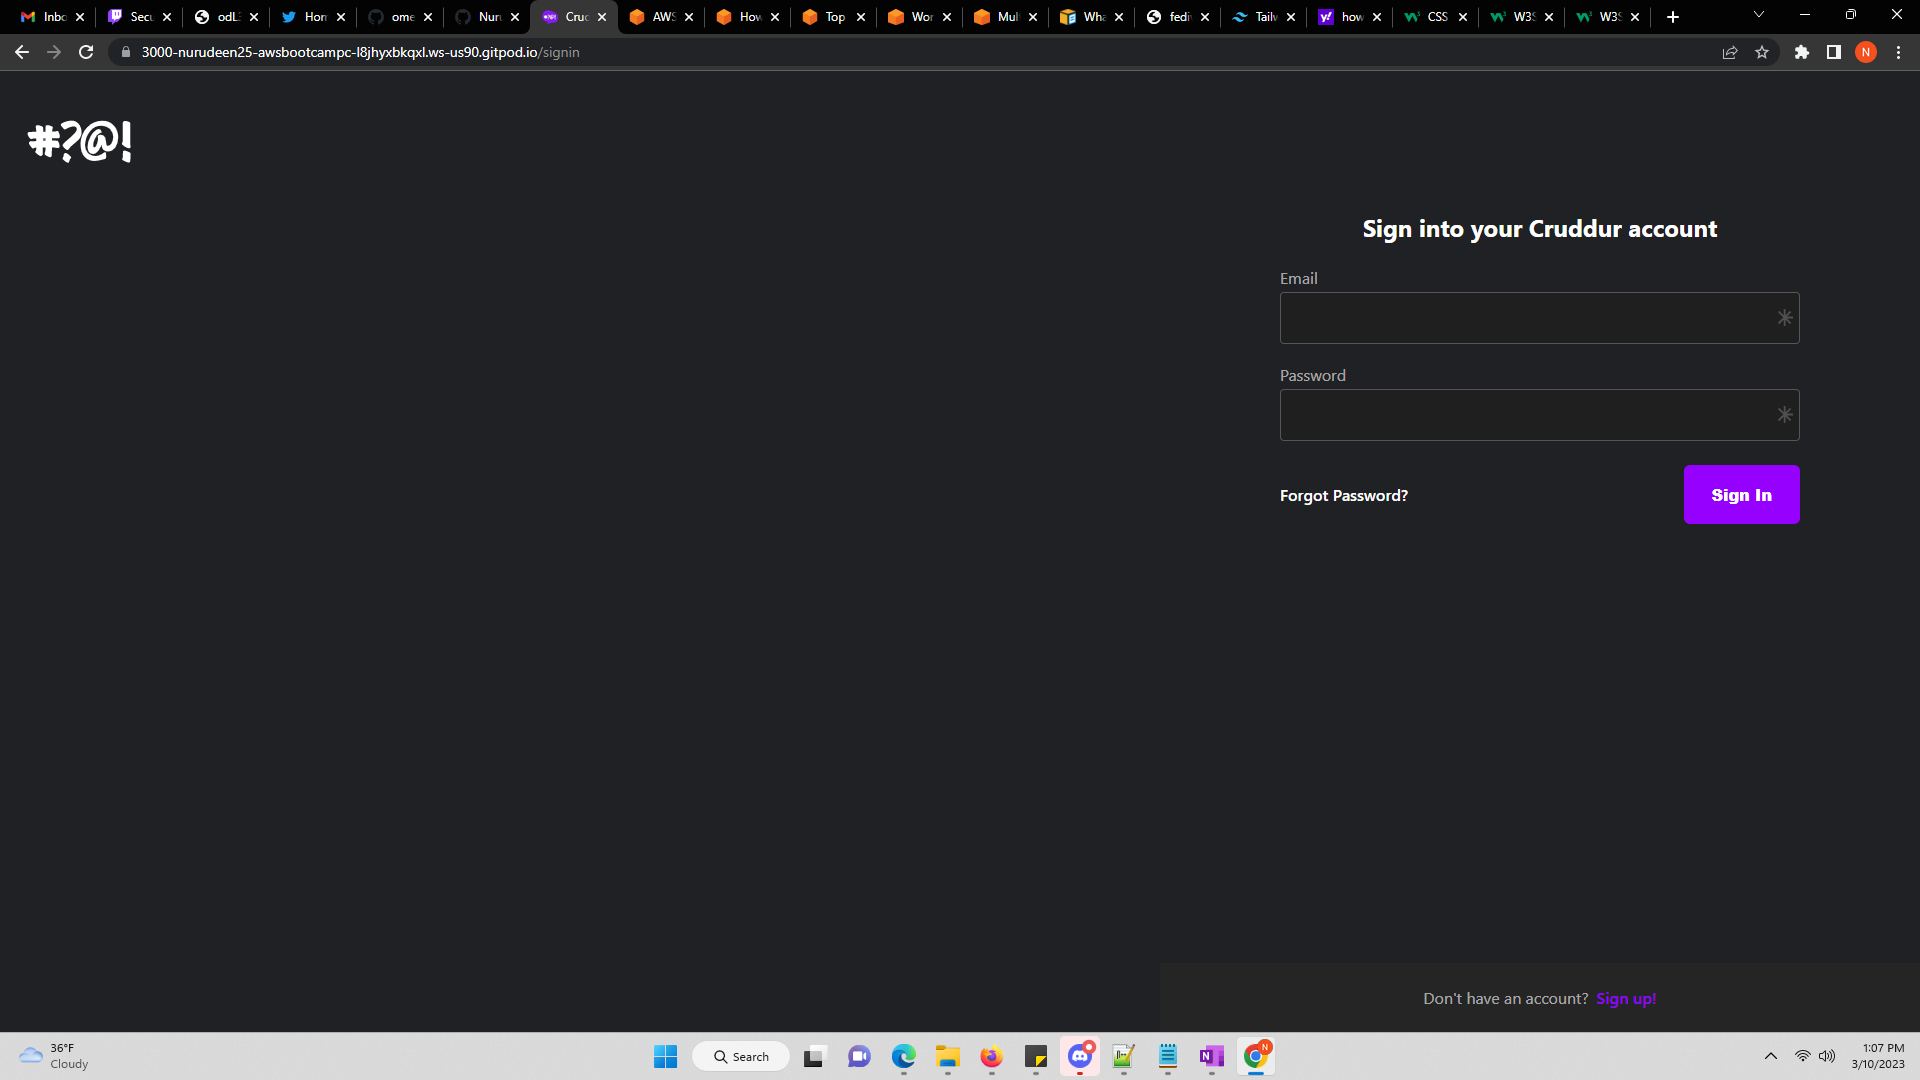 Inbo
Secu
odL
Hom
ome
Nuru
Cruc
AWS
How
Top
Wor
Mul
Wha
fedi
Tailw
how
CSS
W3S
W3S
3000-nurudeen25-awsbootcampc-l8jhyxbkqxl.ws-us90.gitpod.io/signin
N
#?@!
Sign into your Cruddur account
Email
Password
Forgot Password?
Sign In
Don't have an account? Sign up!
36°F
Cloudy
Search
1:07 PM
3/10/2023